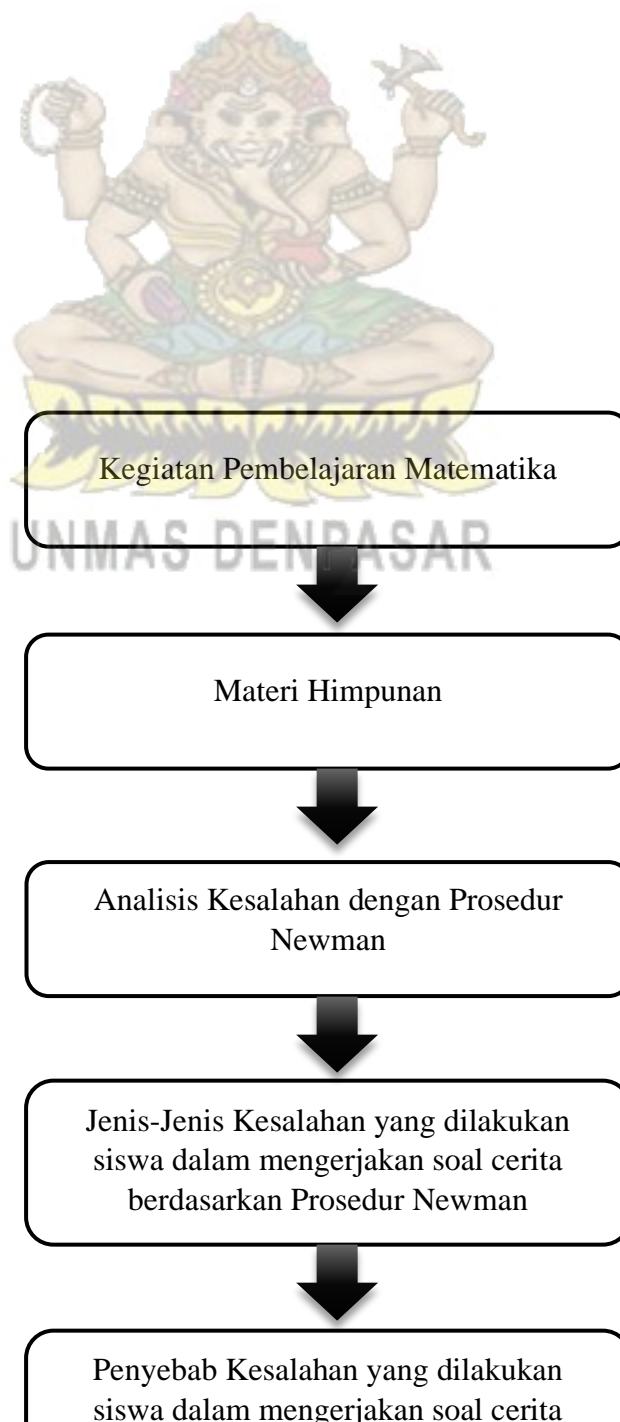 Kegiatan Pembelajaran Matematika
UNMAS DENPASAR
Materi Himpunan
Analisis Kesalahan dengan Prosedur
Newman
Jenis-Jenis Kesalahan yang dilakukan
siswa dalam mengerjakan soal cerita
berdasarkan Prosedur Newman
Penyebab Kesalahan yang dilakukan
siswa dalam mengerjakan soal cerita